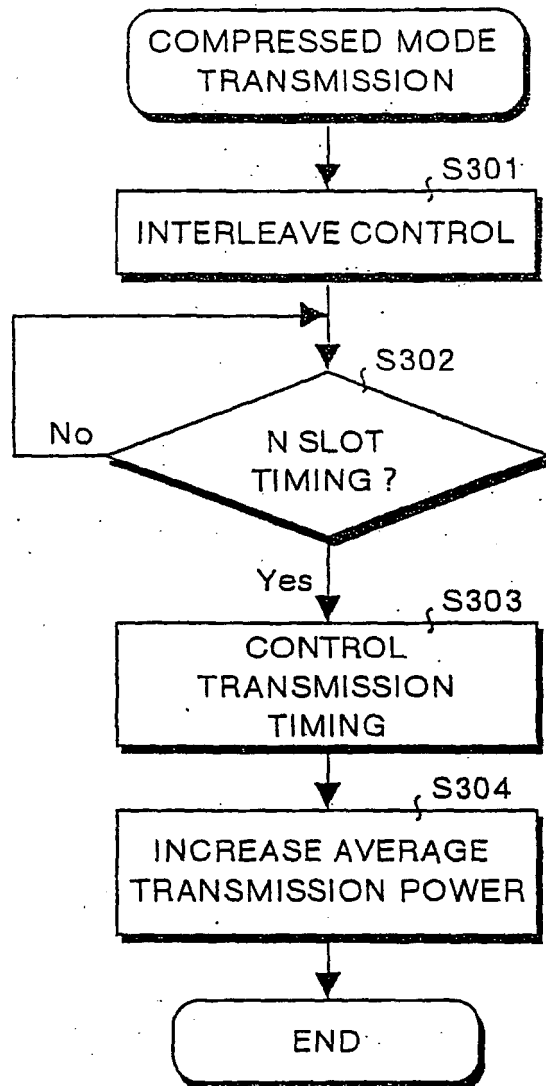 COMPRESSED MODE
TRANSMISSION
S301
INTERLEAVE CONTROL
S302
No
N SLOT
TIMING ?
Yes
S303
CONTROL
TRANSMISSION
TIMING
S304
INCREASE AVERAGE
TRANSMISSION POWER
END